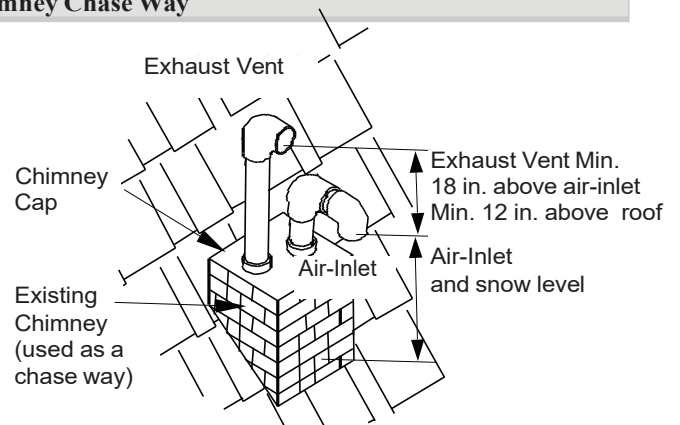 Chase Way
Exhaust Vent
Chimney
Cap
Exhaust Vent Min.
18 in. above air-inlet
Min. 12 in. above roof
Air-Inlet
Air-Inlet
and snow level
Existing
Chimney
(used as a
chase way)